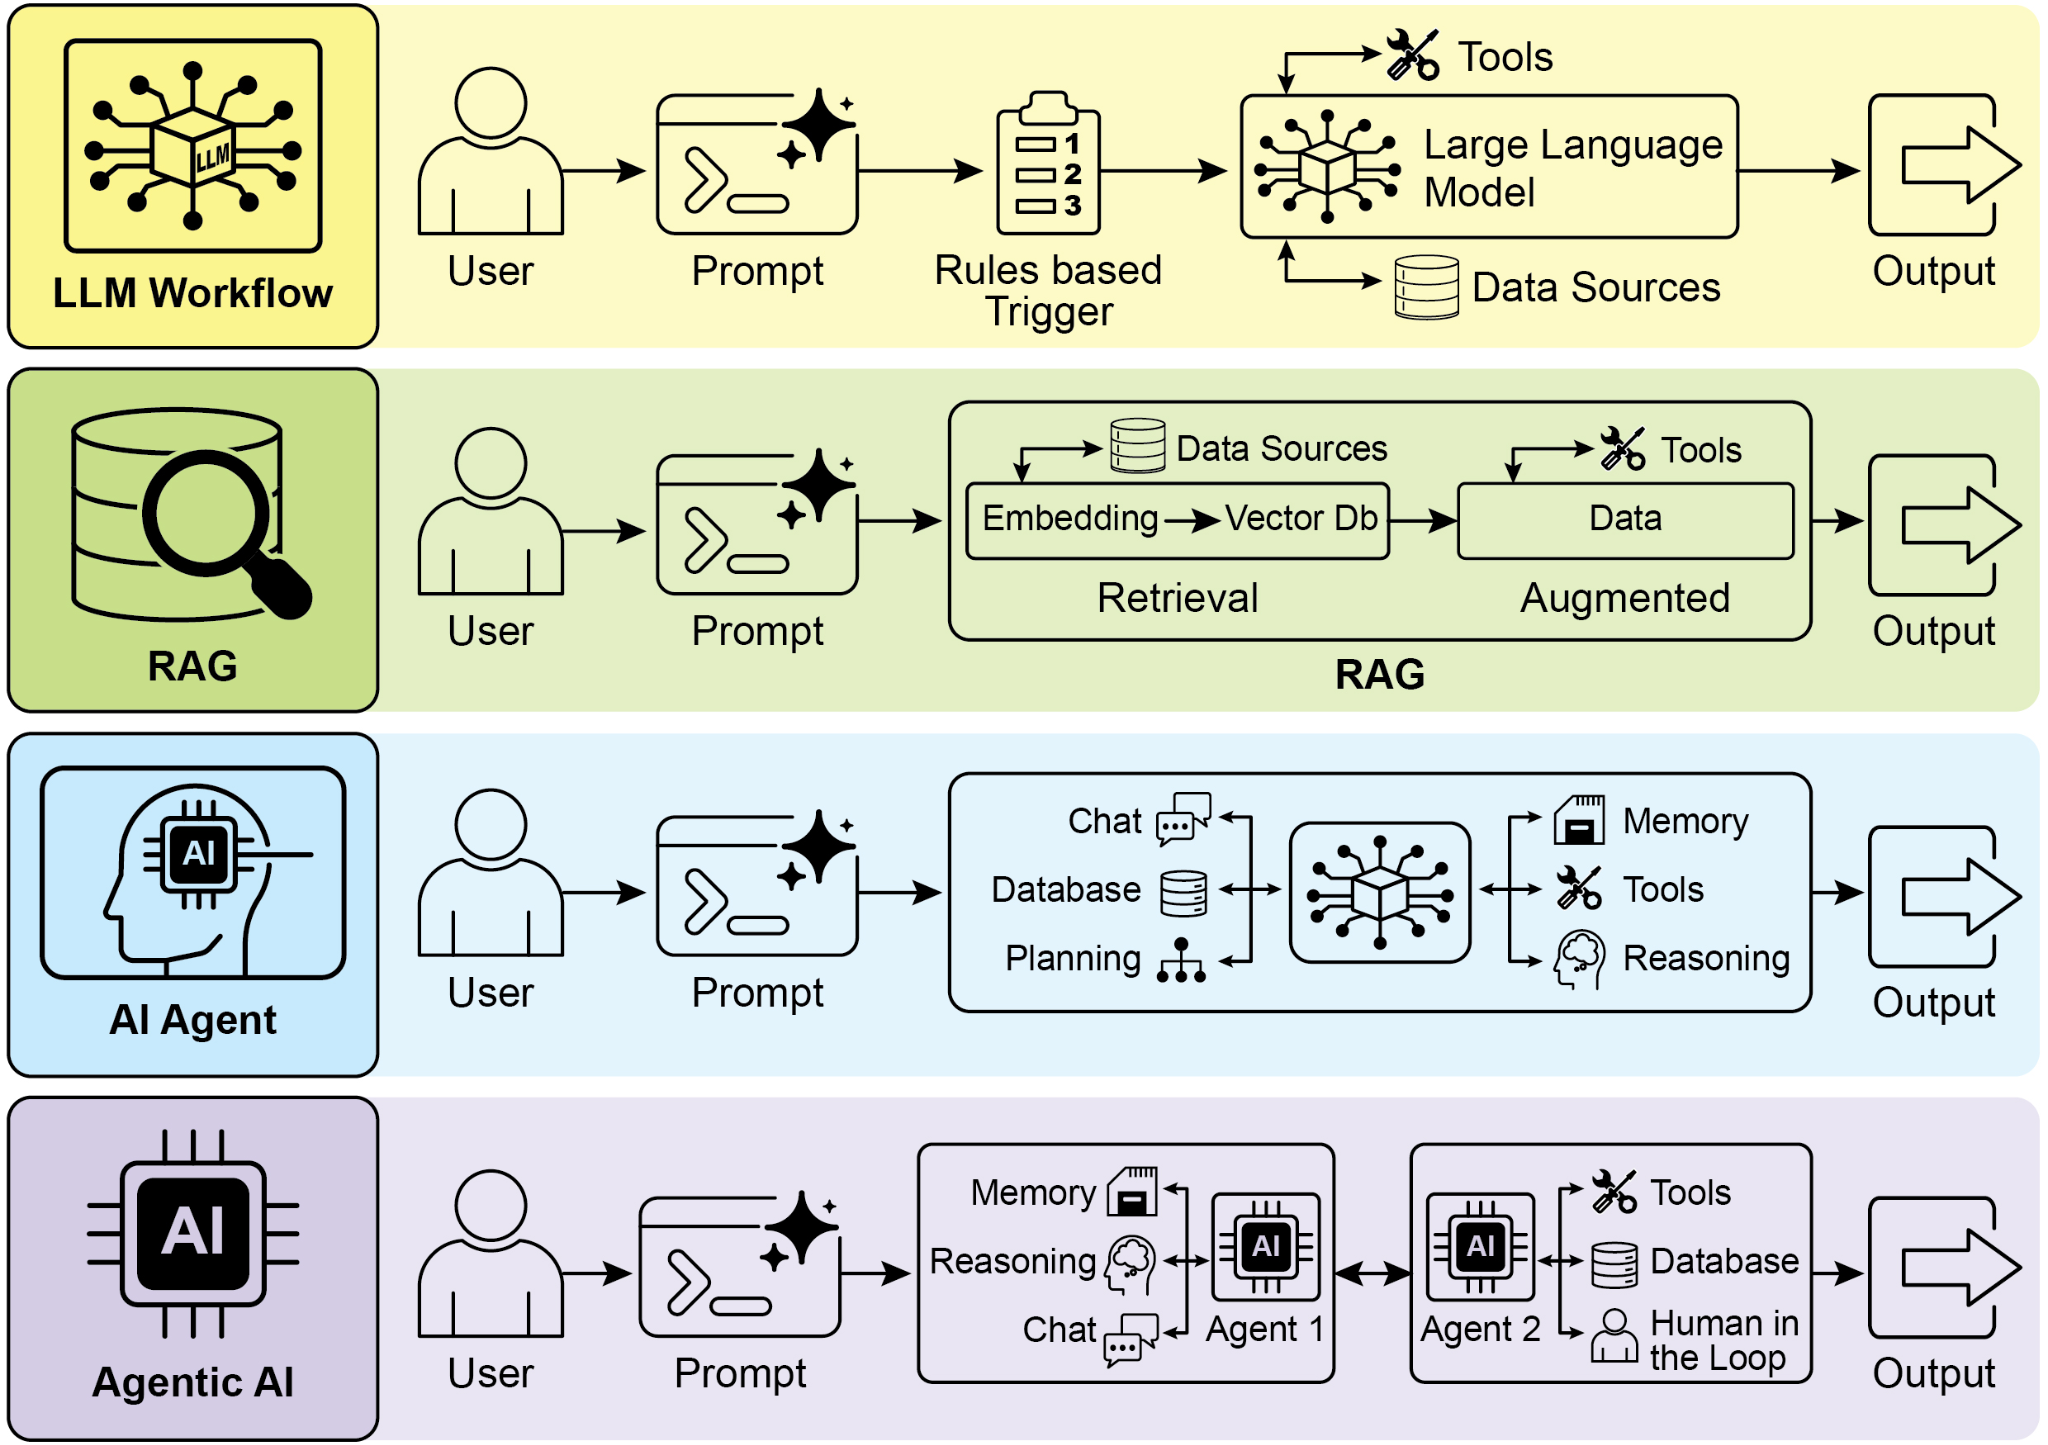 LLM
LLM Workflow
User
Prompt
1
2
3
Rules based
Trigger
Tools
Large Language
Model
Data Sources
Output
RAG
User
Prompt
Data Sources
Embedding
Vector Db
Retrieval
Tools
Data
Augmented
RAG
Output
AI
AI Agent
User
Prompt
Chat
Database
Planning
Memory
Tools
Reasoning
Output
AI
Agentic AI
User
Prompt
Memory
Reasoning
Chat
AI
Agent 1
AI
Agent 2
Tools
Database
Human in
the Loop
Output